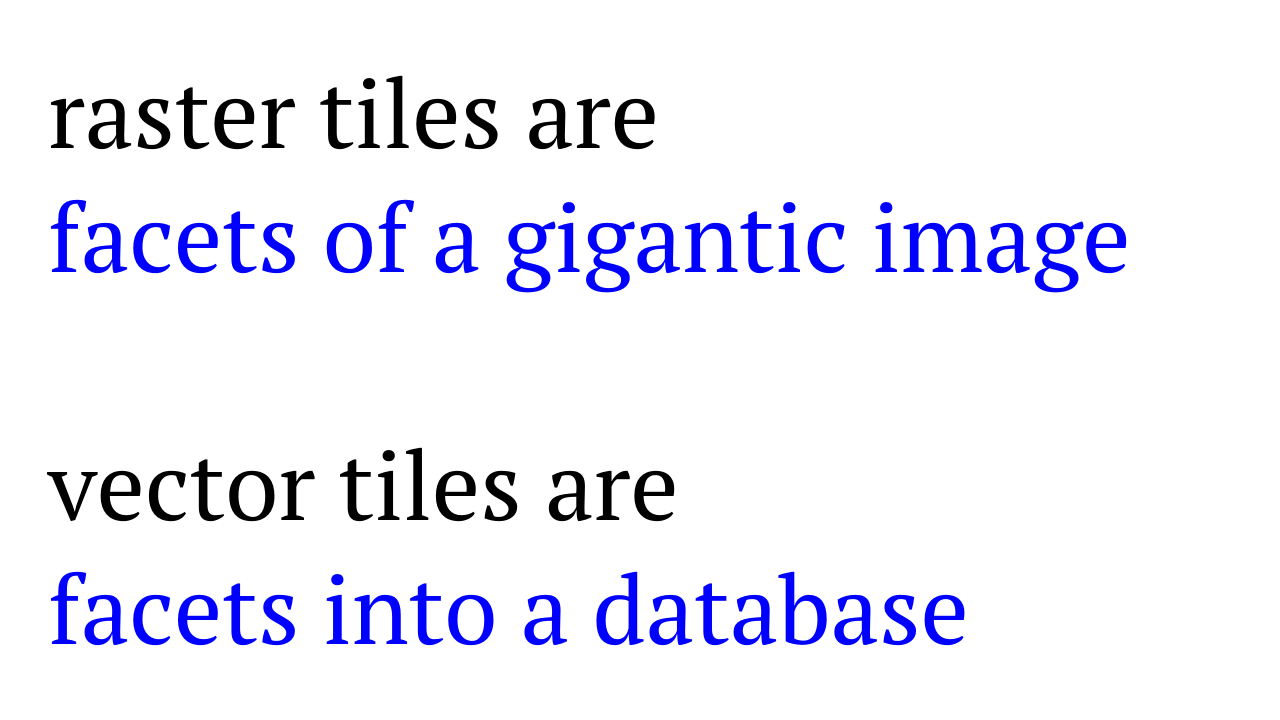 raster tiles are
facets of a gigantic image
vector tiles are
facets into a database